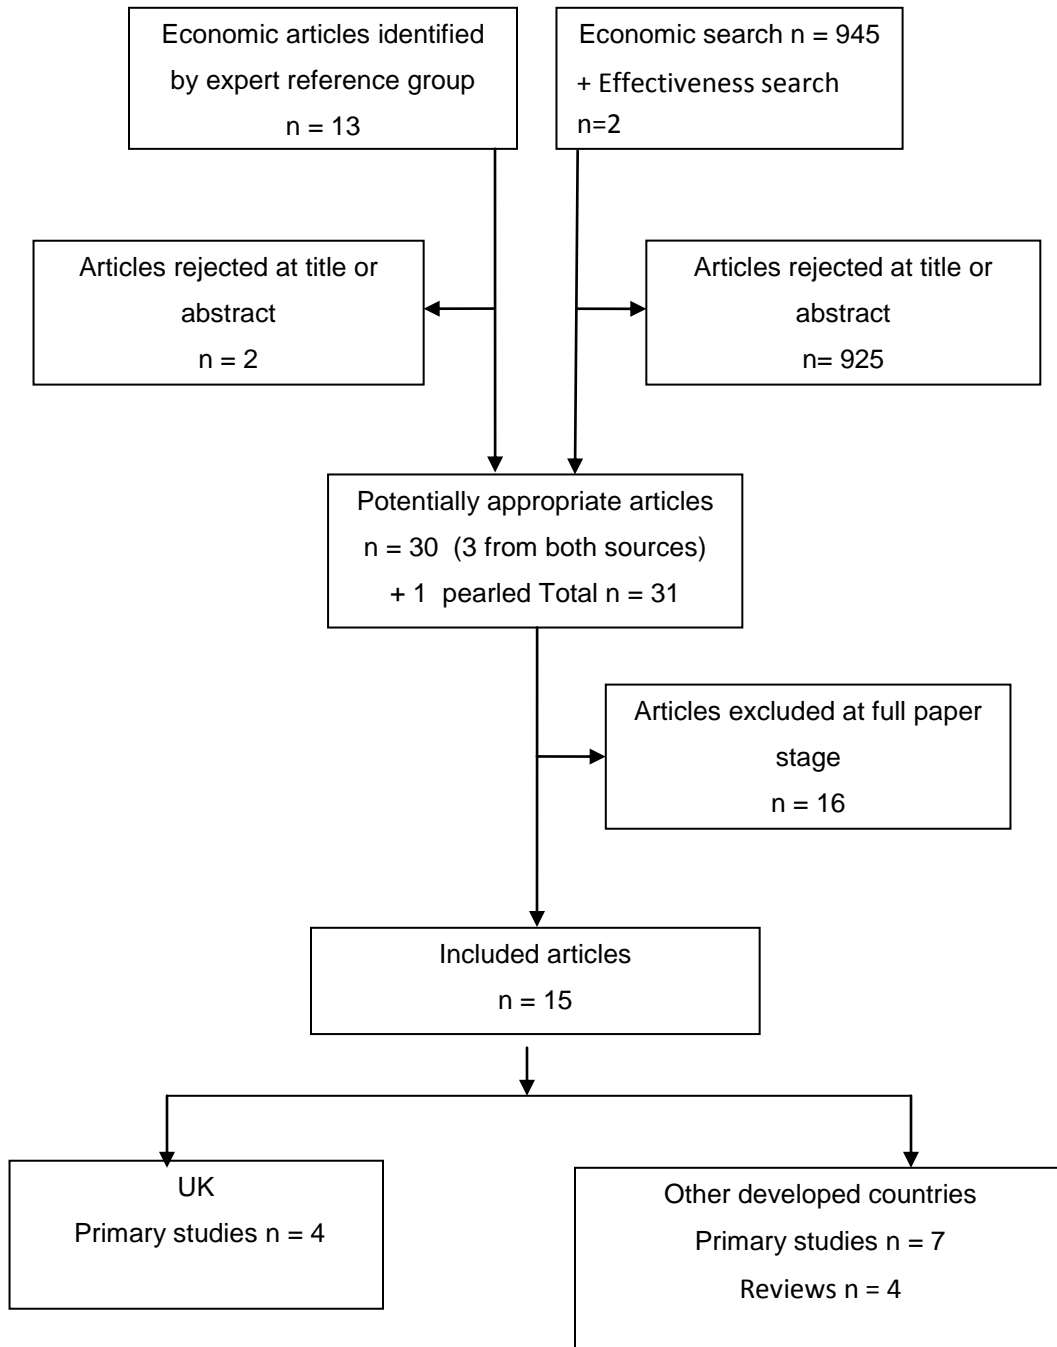 Economic articles identified
by expert reference group
n = 13
Economic search n = 945
+ Effectiveness search
n=2
Articles rejected at title or
abstract
n = 2
Articles rejected at title or
abstract
n= 925
Potentially appropriate articles
n = 30  (3 from both sources)
+ 1  pearled Total n = 31
Articles excluded at full paper
stage
n = 16
Included articles
n = 15
UK
Primary studies n = 4
Other developed countries
Primary studies n = 7
Reviews n = 4